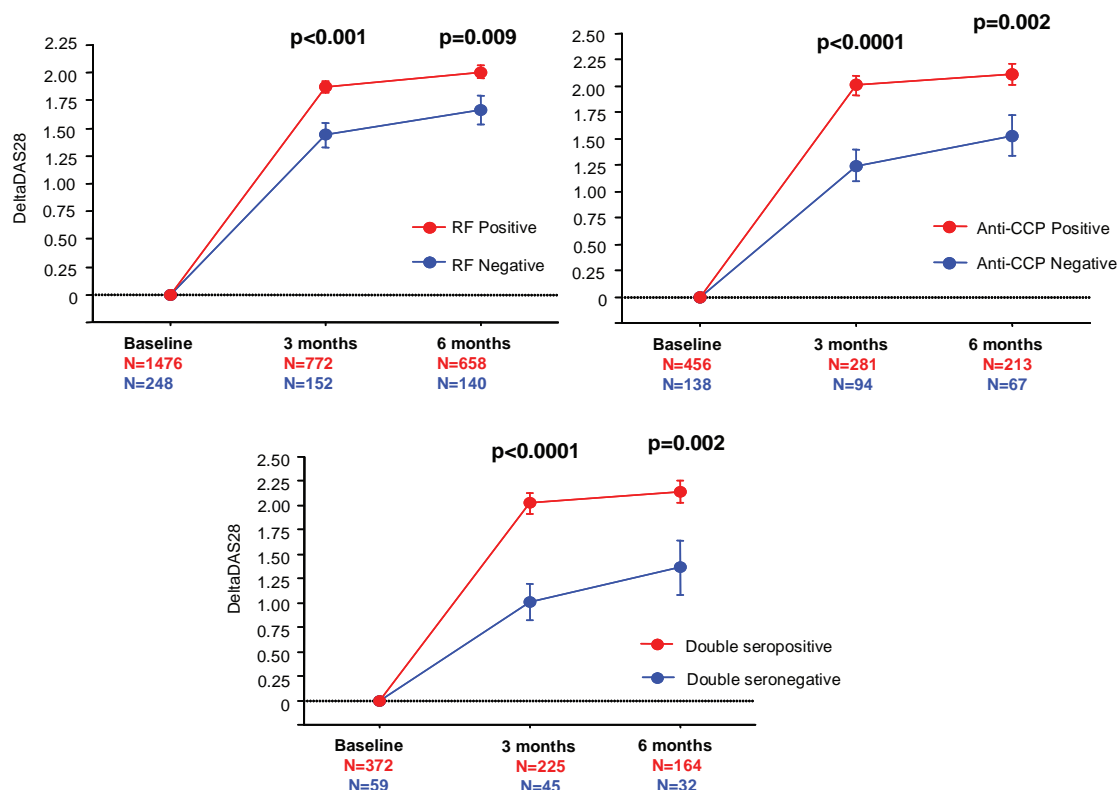 p<0.001 p=0.009
2.25
2.00
1.75
1.50
1.25
1.00
0.75
0.50
0.25
0
DeltaDAS28
RF Positive
RF Negative
Baseline 3 months 6 months
N=1476 N=772 N=658
N=248 N=152 N=140
p<0.0001 p=0.002
2.50
2.25
2.00
1.75
1.50
1.25
1.00
0.75
0.50
0.25
0
Anti-CCP Positive
Anti-CCP Negative
Baseline 3 months 6 months
N=456 N=281 N=213
N=138 N=94 N=67
p<0.0001 p=0.002
2.50
2.25
2.00
1.75
1.50
1.25
1.00
0.75
0.50
0.25
0
DeltaDAS28
Double seropositive
Double seronegative
Baseline 3 months 6 months
N=372 N=225 N=164
N=59 N=45 N=32